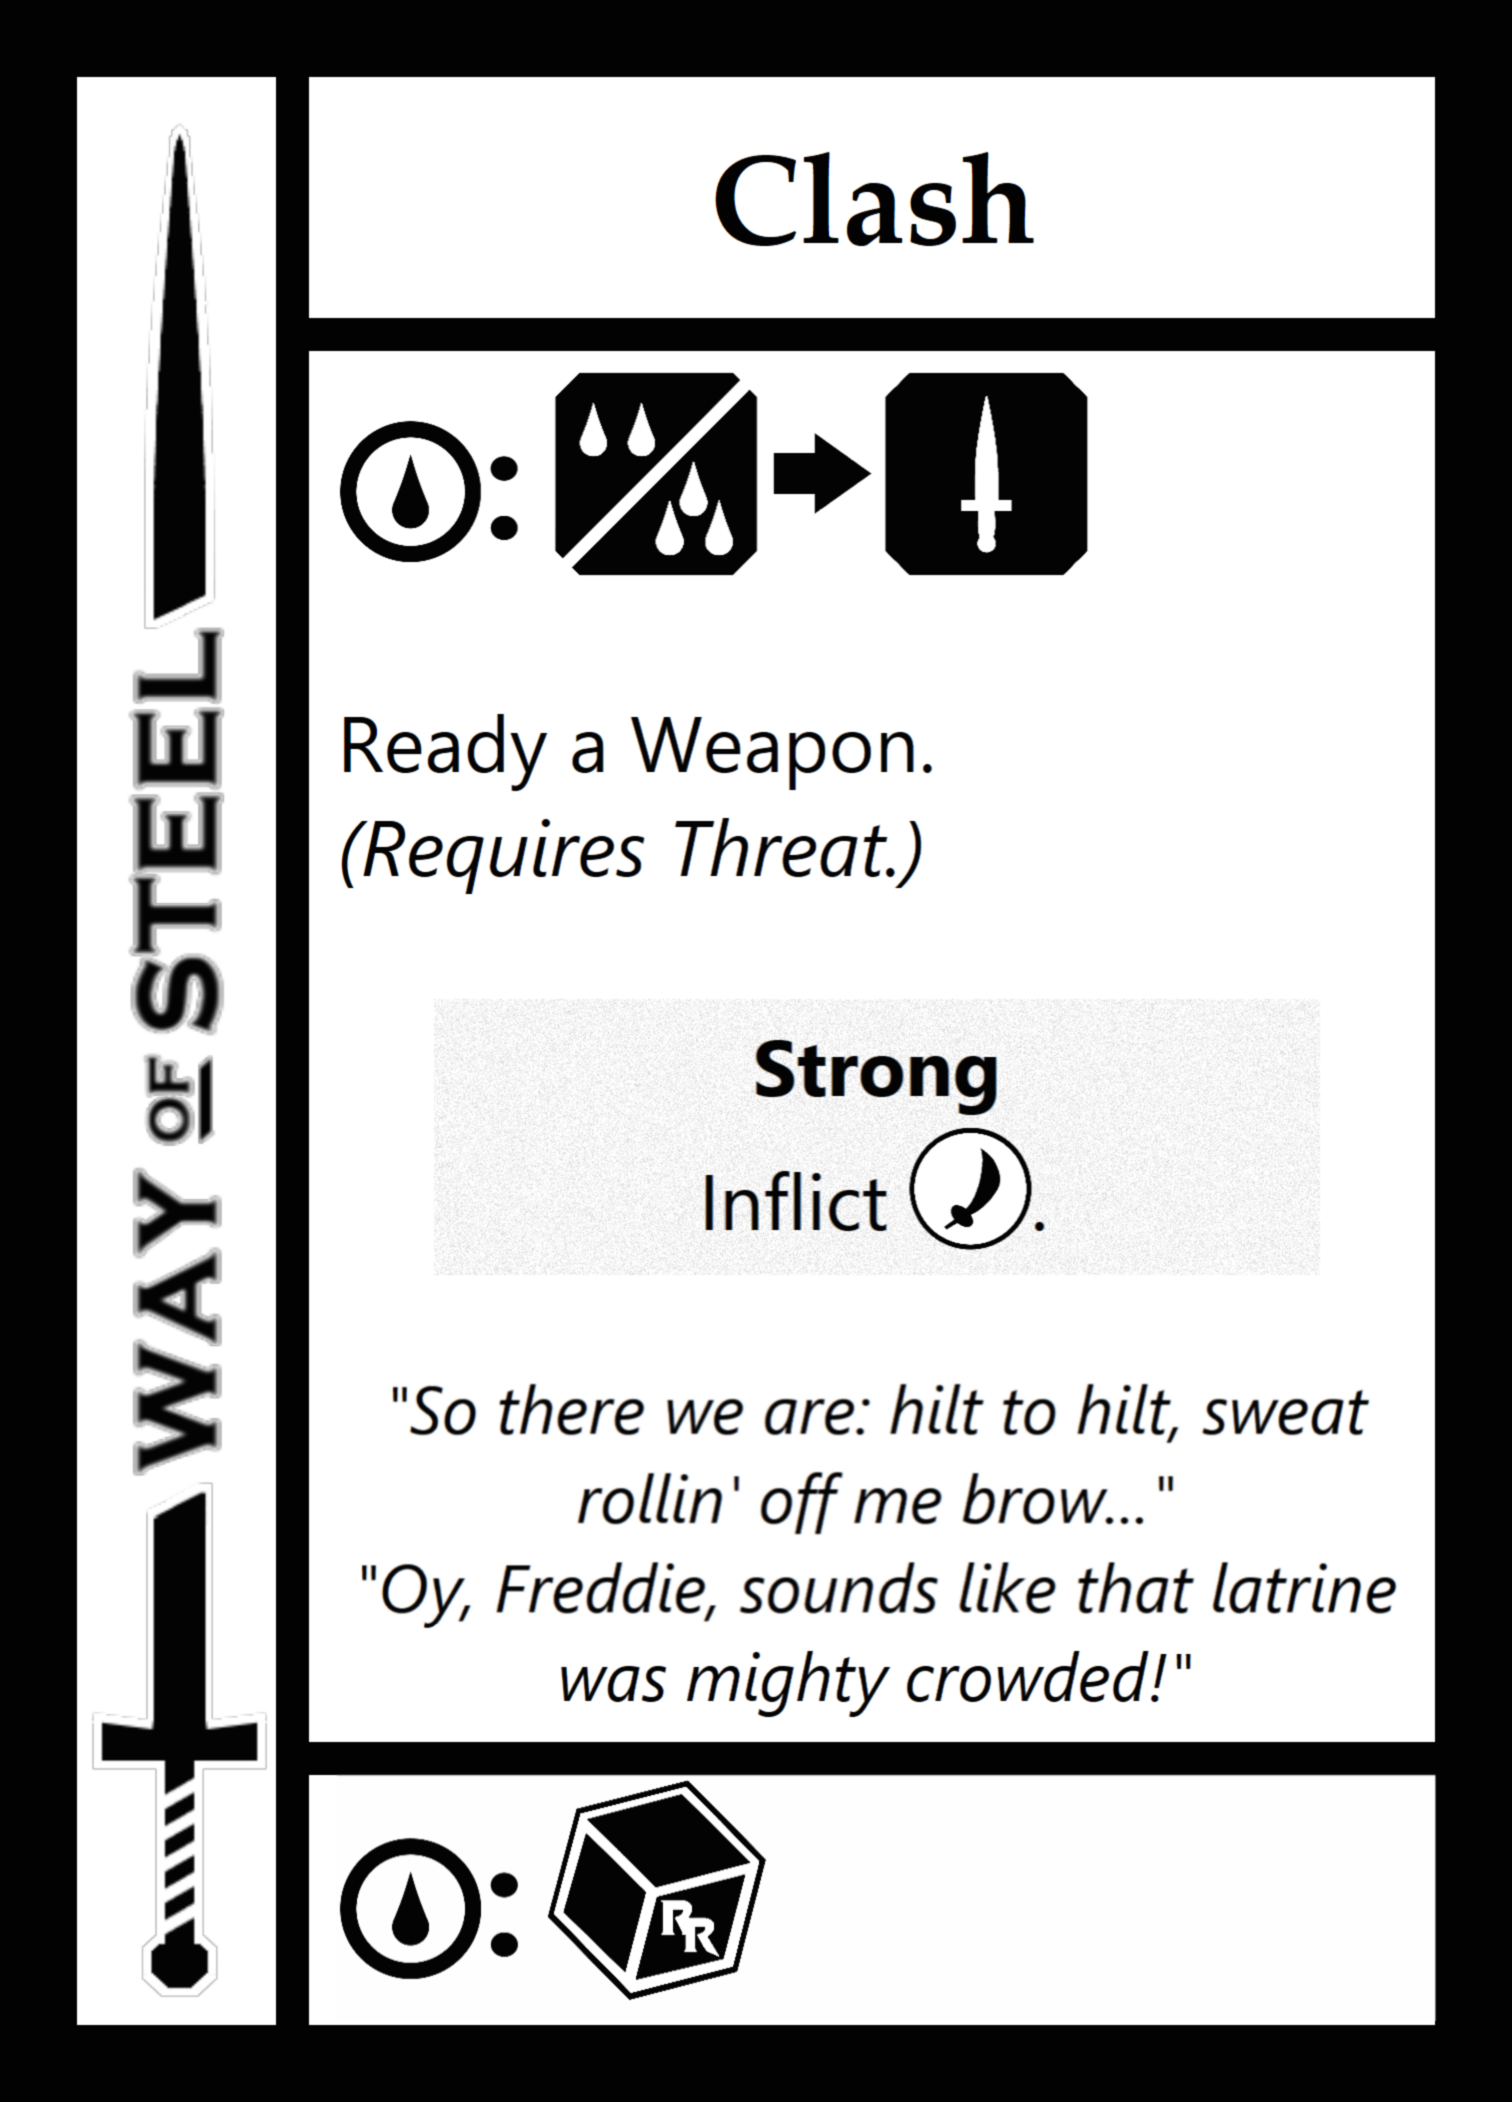 Clash
WAY OF STEEL
:
Ready a Weapon.
(Requires Threat.)
Strong
Inflict .
"So there we are: hilt to hilt, sweat
rollin' off me brow..."
"Oy, Freddie, sounds like that latrine
was mighty crowded!"
:
RR